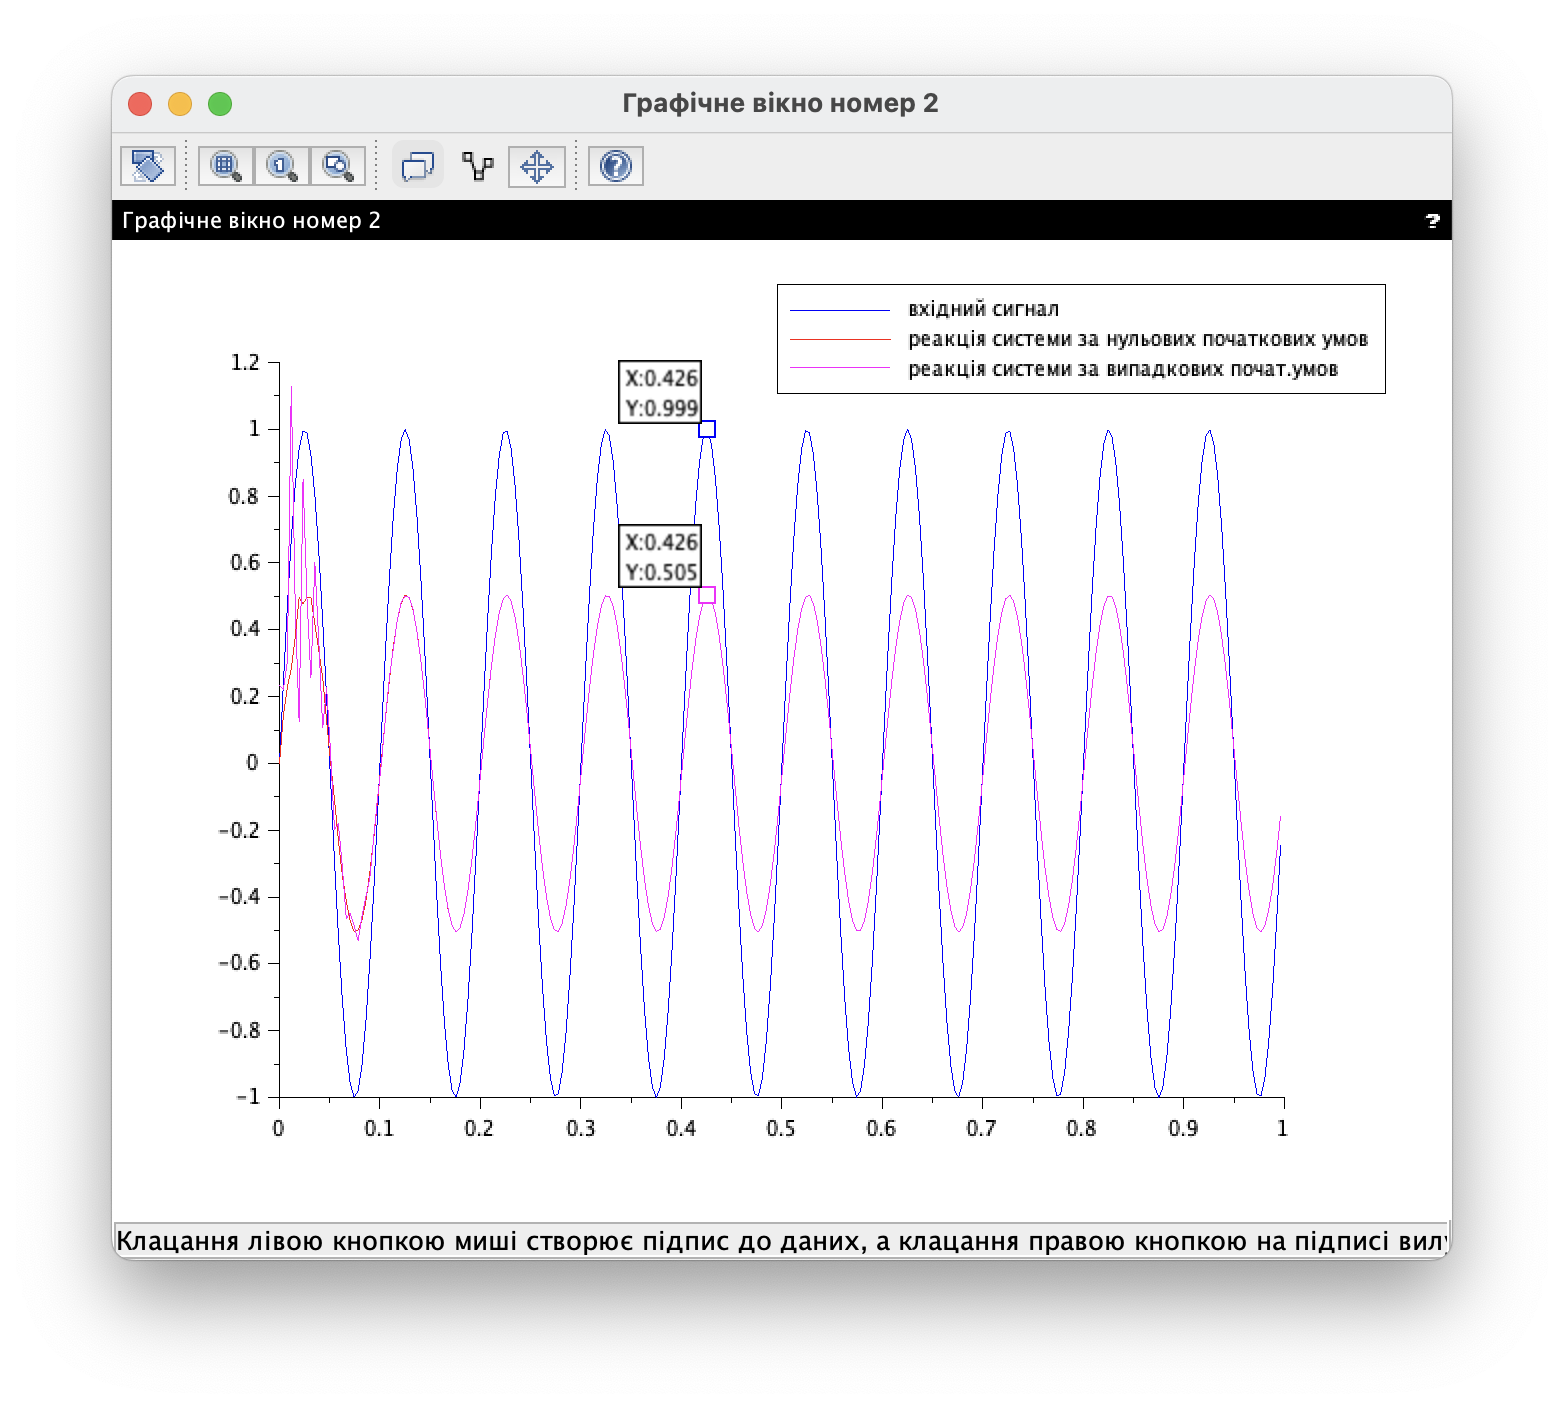 Графічне вікно номер 2
Графічне вікно номер 2
?
вхідний сигнал
реакція системи за нульових початкових умов
реакція системи за випадкових почат.умов
X:0.426
Y:0.999
X:0.426
Y:0.505
1.2
1
0.8
0.6
0.4
0.2
0
-0.2
-0.4
-0.6
-0.8
-1
0 0.1 0.2 0.3 0.4 0.5 0.6 0.7 0.8 0.9 1
Клацання лівою кнопкою миші створює підпис до даних, а клацання правою кнопкою на підписі